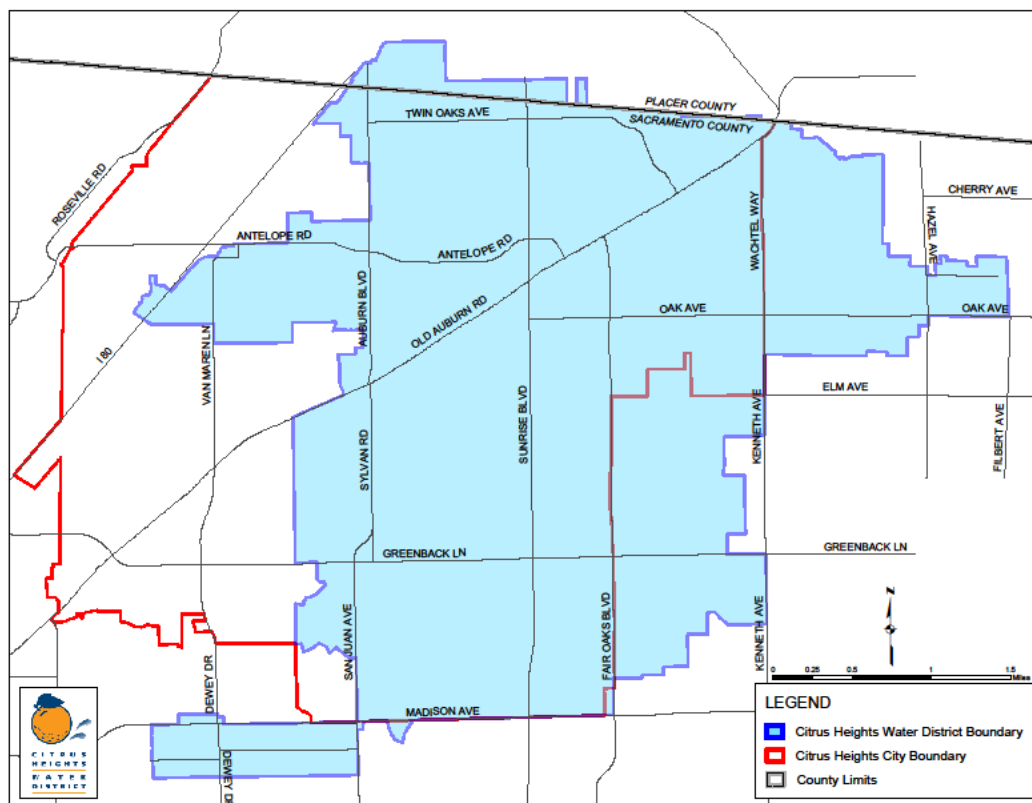 PLACER COUNTY
SACRAMENTO COUNTY
TWIN OAKS AVE
ROSEVILLE RD
CHERRY AVE
HAZEL AVE
WACHTEL WAY
ANTELOPE RD
ANTELOPE RD
AUBURN BLVD
OLD AUBURN RD
OAK AVE
OAK AVE
I 80
VAN MAREN LN
ELM AVE
SUNRISE BLVD
KENNETH AVE
FILBERT AVE
SYLVAN RD
GREENBACK LN
GREENBACK LN
SAN JUAN AVE
FAIR OAKS BLVD
KENNETH AVE
DEWEY DR
MADISON AVE
DEWEY D
Z
0 0.25 0.5 1 1.5
Miles
LEGEND
Citrus Heights Water District Boundary
Citrus Heights City Boundary
County Limits
CITRUS
HEIGHTS
WATER
DISTRICT